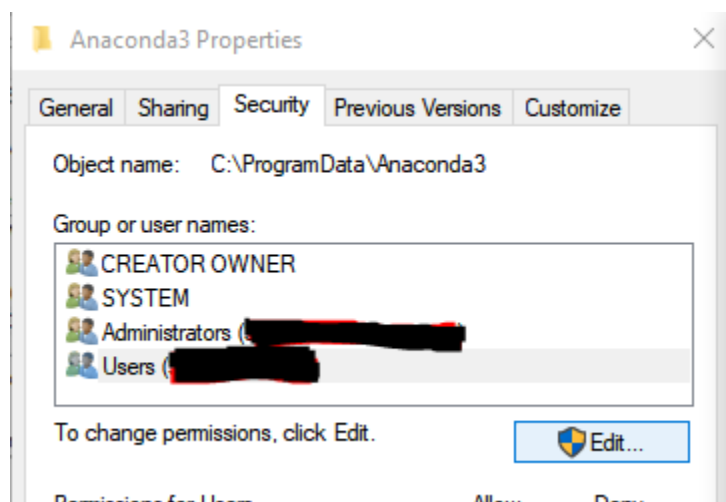 Anaconda3 Properties
General Sharing Security Previous Versions Customize
Object name: C:\ProgramData\Anaconda3
Group or user names:
CREATOR OWNER
SYSTEM
Administrators (
Users (
To change permissions, click Edit.
Edit...